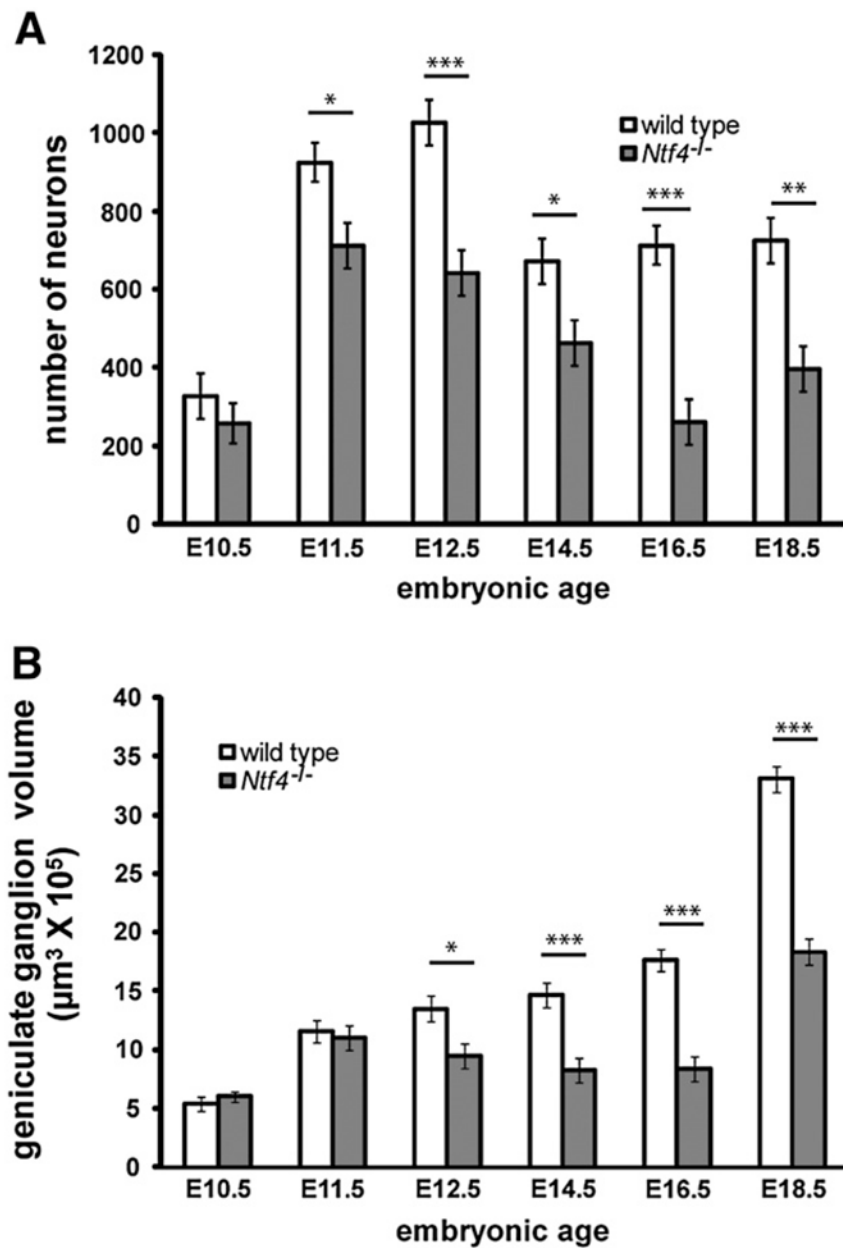 A
1200
1000
800
600
400
200
0
number of neurons
*
***
*
***
**
wild type
Ntf4-/-
E10.5 E11.5 E12.5 E14.5 E16.5 E18.5
embryonic age
B
40
35
30
25
20
15
10
5
0
geniculate ganglion volume
(µm³ X 10⁵)
wild type
Ntf4-/-
*
***
***
***
E10.5 E11.5 E12.5 E14.5 E16.5 E18.5
embryonic age